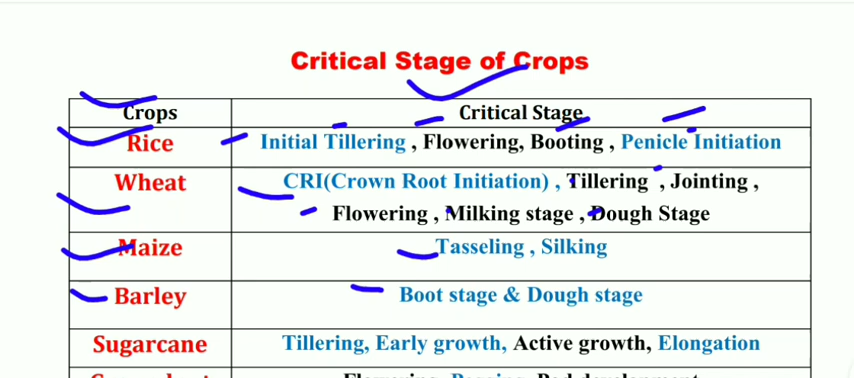 Critical Stage of Crops
Crops Critical Stage
Rice Initial Tillering , Flowering, Booting , Penicle Initiation
Wheat CRI(Crown Root Initiation) , Tillering , Jointing ,
Flowering , Milking stage , Dough Stage
Maize Tasseling , Silking
Barley Boot stage & Dough stage
Sugarcane Tillering, Early growth, Active growth, Elongation